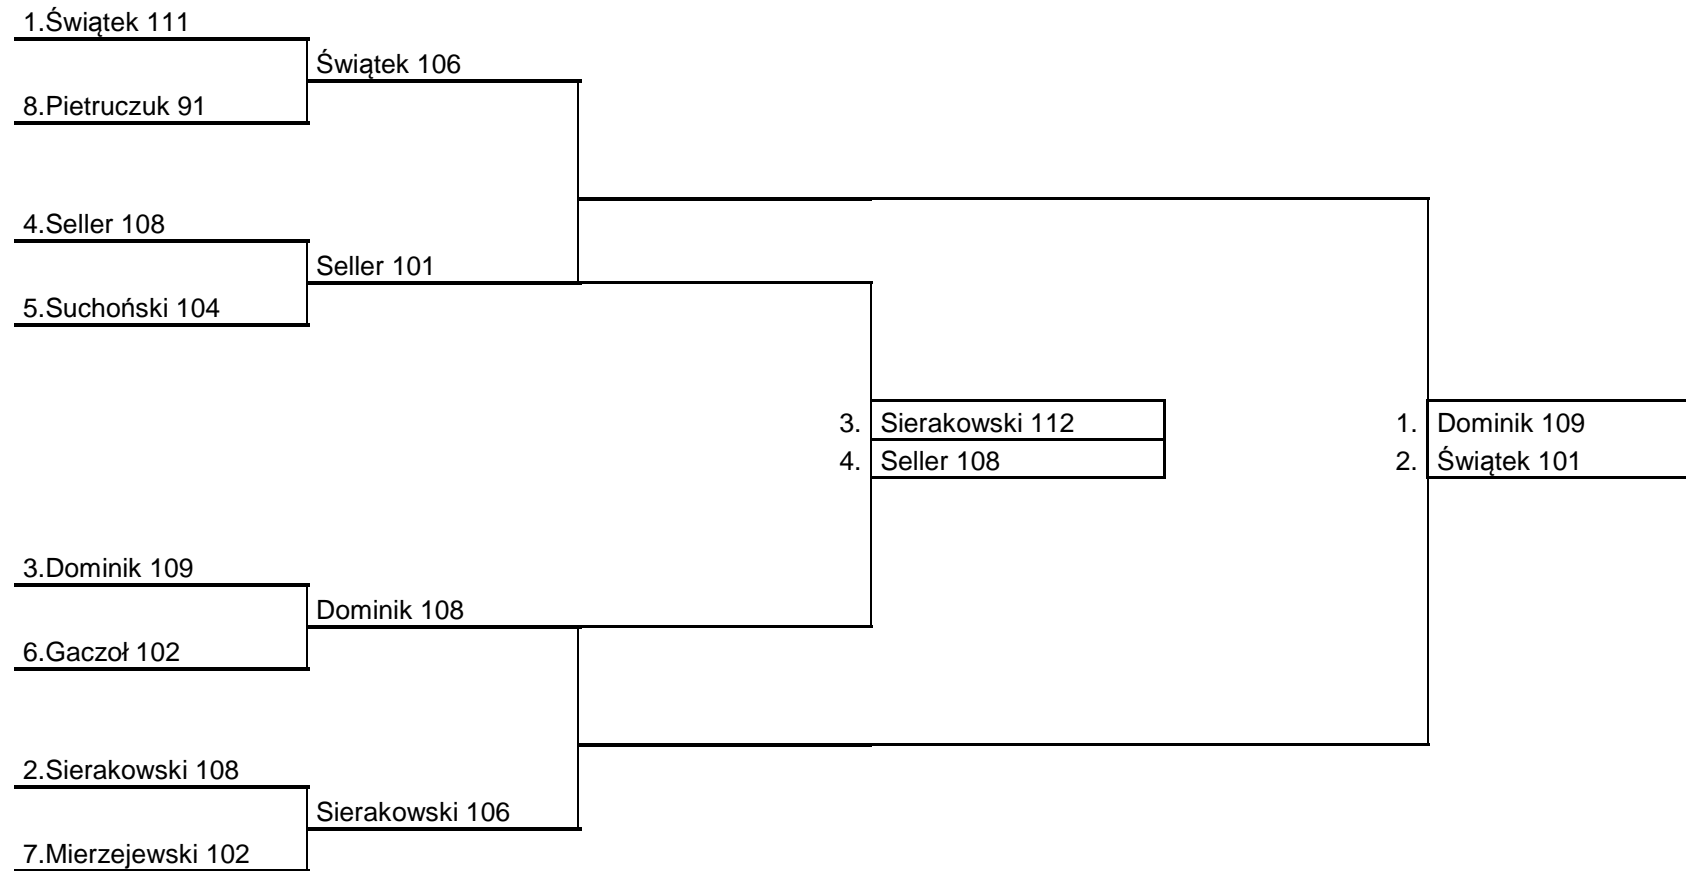 1.Świątek 111
Świątek 106
8.Pietruczuk 91
4.Seller 108
Seller 101
5.Suchoński 104
3. Sierakowski 112
4. Seller 108
1. Dominik 109
2. Świątek 101
3.Dominik 109
Dominik 108
6.Gaczoł 102
2.Sierakowski 108
Sierakowski 106
7.Mierzejewski 102